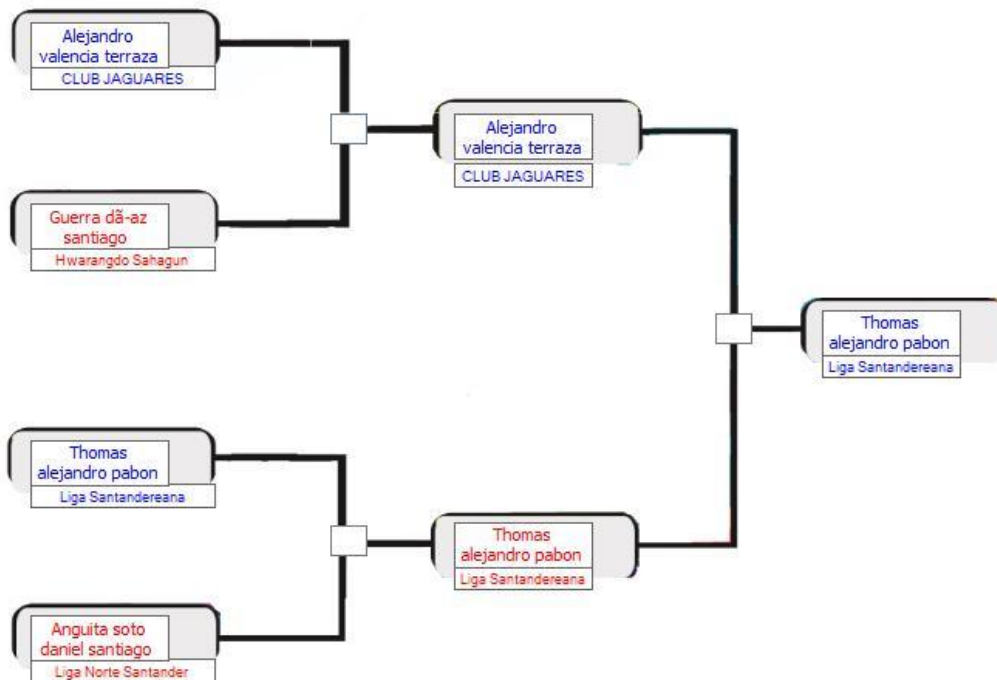 Alejandro
valencia terraza
CLUB JAGUARES
Guerra dã-az
santiago
Hwarangdo Sahagun
Thomas
alejandro pabon
Liga Santandereana
Anguita soto
daniel santiago
Liga Norte Santander
Alejandro
valencia terraza
CLUB JAGUARES
Thomas
alejandro pabon
Liga Santandereana
Thomas
alejandro pabon
Liga Santandereana